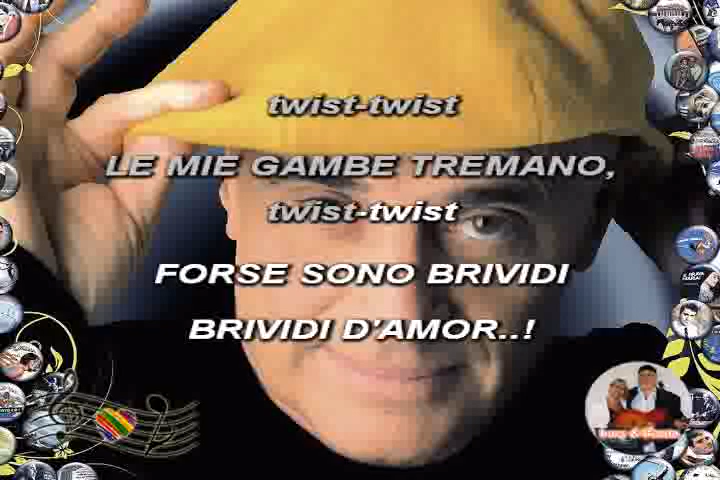 twist-twist
LE MIE GAMBE TREMANO,
twist-twist
FORSE SONO BRIVIDI
BRIVIDI D'AMOR..!